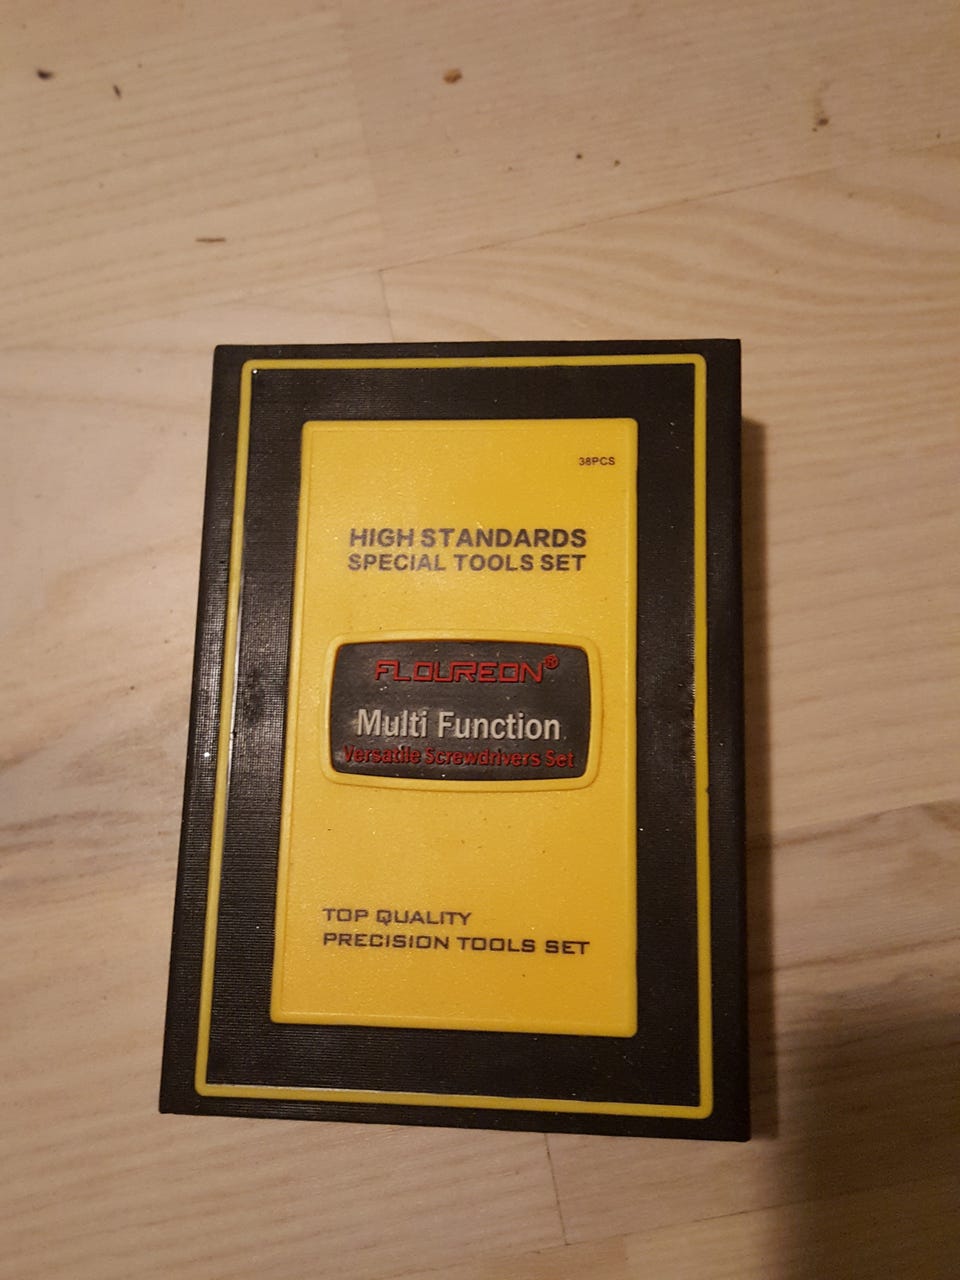 38PCS
HIGH STANDARDS
SPECIAL TOOLS SET
FLOUREON®
Multi Function
Versatile Screwdrivers Set
TOP QUALITY
PRECISION TOOLS SET